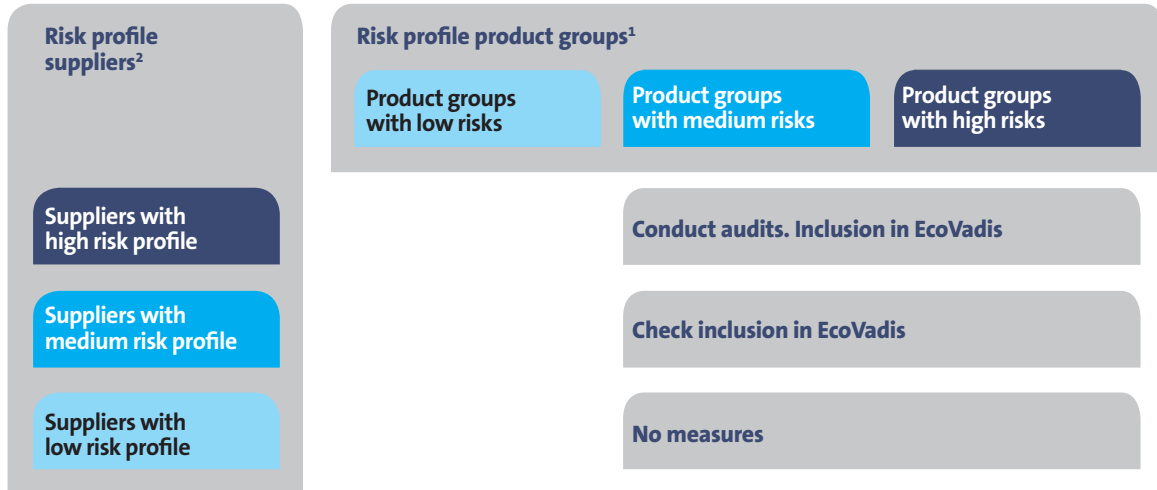 Risk profile
suppliers²
Risk profile product groups¹
Product groups
with low risks
Product groups
with medium risks
Product groups
with high risks
Suppliers with
high risk profile
Conduct audits. Inclusion in EcoVadis
Suppliers with
medium risk profile
Check inclusion in EcoVadis
Suppliers with
low risk profile
No measures